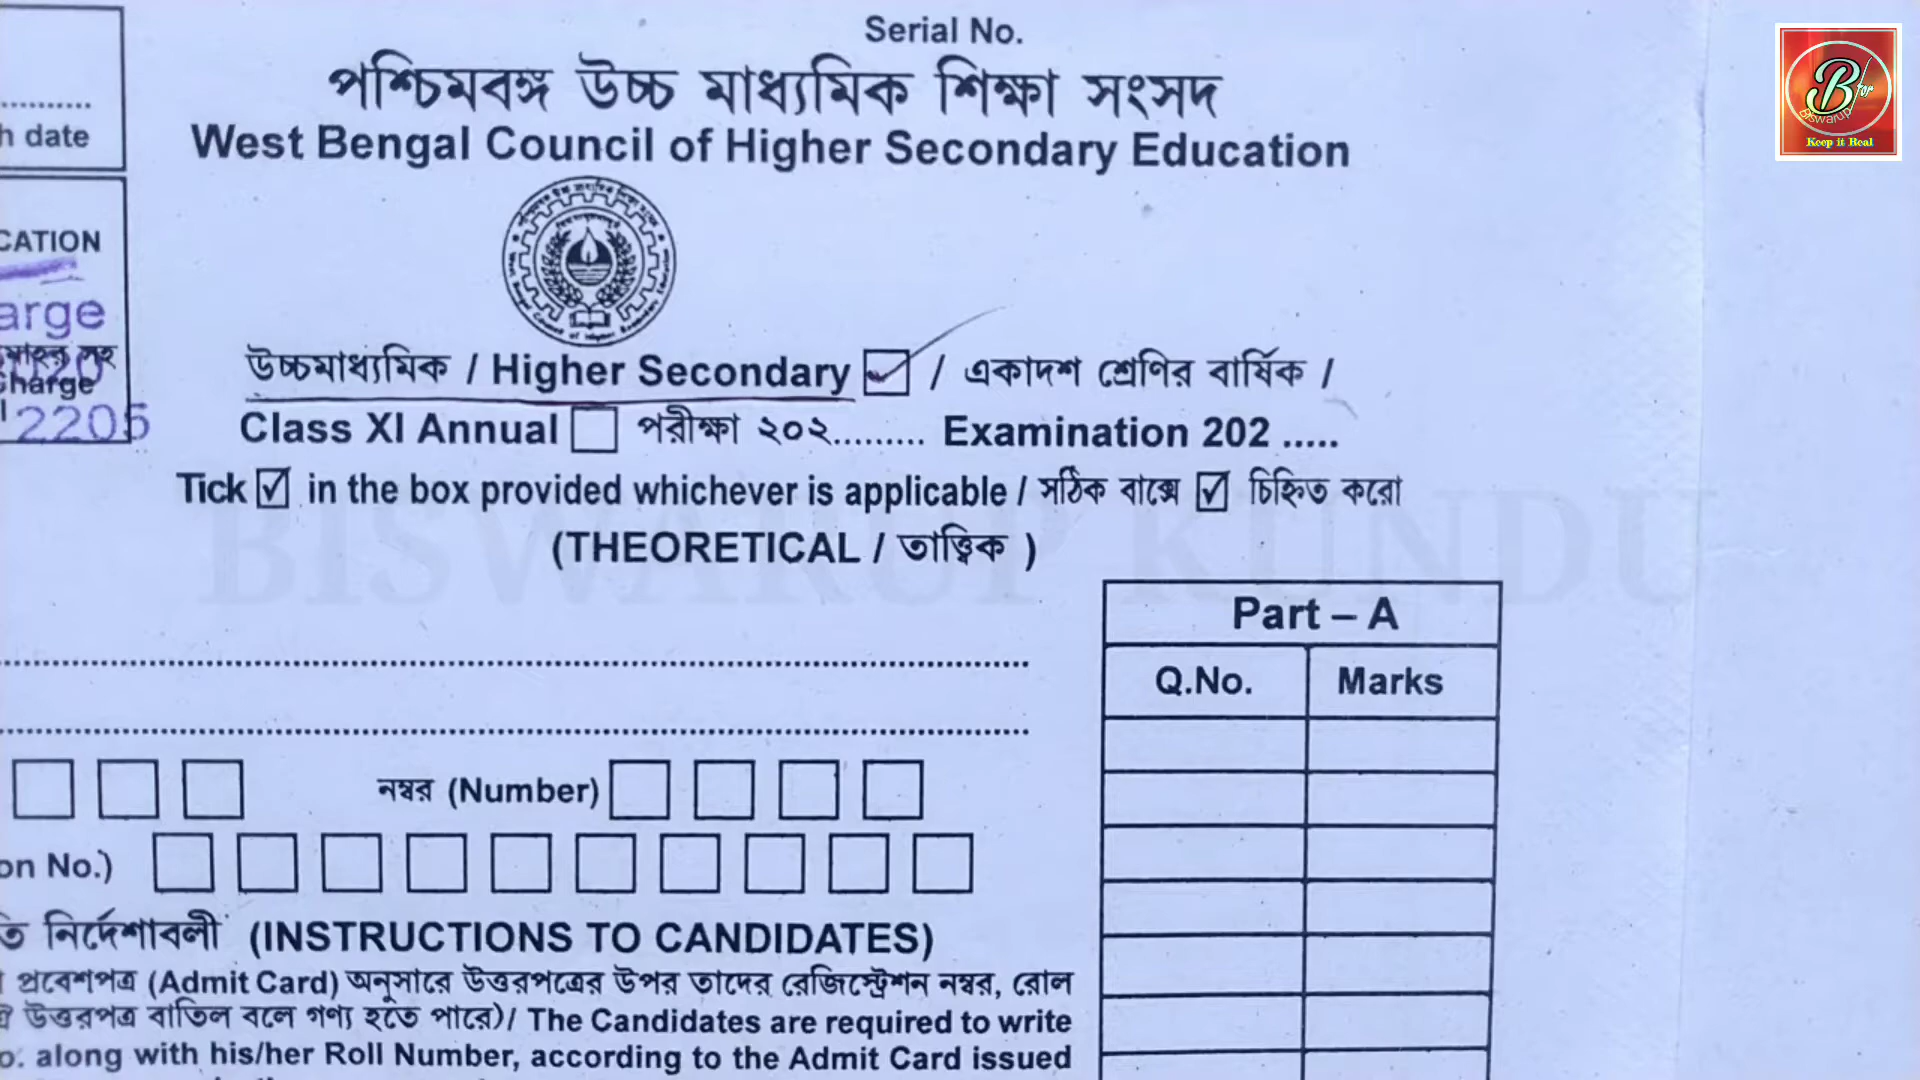 Serial No.
পশ্চিমবঙ্গ উচ্চ মাধ্যমিক শিক্ষা সংসদ
West Bengal Council of Higher Secondary Education
B for
Biswarup
Keep it Real
h date
CATION
arge
Charge
2205
উচ্চমাধ্যমিক / Higher Secondary / একাদশ শ্রেণির বার্ষিক /
Class XI Annual পরীক্ষা ২০২......... Examination 202 .....
Tick ☑ in the box provided whichever is applicable / সঠিক বাক্সে ☑ চিহ্নিত করো
(THEORETICAL / তাত্ত্বিক )
BISWARUP KUNDU
Part – A
Q.No. Marks
নম্বর (Number)
on No.)
তি নির্দেশাবলী (INSTRUCTIONS TO CANDIDATES)
প্রবেশপত্র (Admit Card) অনুসারে উত্তরপত্রের উপর তাদের রেজিস্ট্রেশন নম্বর, রোল
উত্তরপত্র বাতিল বলে গণ্য হতে পারে)/ The Candidates are required to write
o. along with his/her Roll Number, according to the Admit Card issued